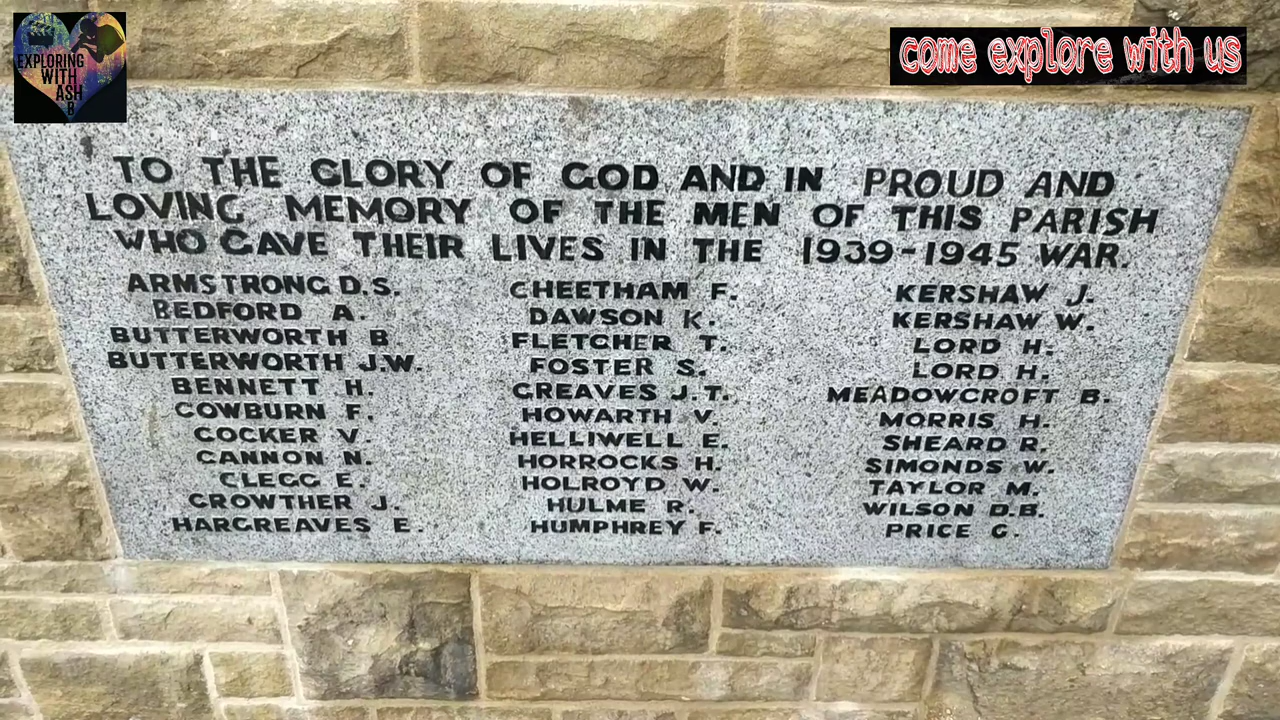 EXPLORING
WITH
ASH
B
come explore with us
TO THE GLORY OF GOD AND IN PROUD AND
LOVING MEMORY OF THE MEN OF THIS PARISH
WHO GAVE THEIR LIVES IN THE 1939-1945 WAR.
ARMSTRONG D.S.
BEDFORD A.
BUTTERWORTH B.
BUTTERWORTH J.W.
BENNETT H.
COWBURN F.
COCKER V.
CANNON N.
CLEGG E.
CROWTHER J.
HARGREAVES E.
CHEETHAM F.
DAWSON K.
FLETCHER T.
FOSTER S.
GREAVES J.T.
HOWARTH V.
HELLIWELL E.
HORROCKS H.
HOLROYD W.
HULME R.
HUMPHREY F.
KERSHAW J.
KERSHAW W.
LORD H.
LORD H.
MEADOWCROFT B.
MORRIS H.
SHEARD R.
SIMONDS W.
TAYLOR M.
WILSON D.B.
PRICE G.